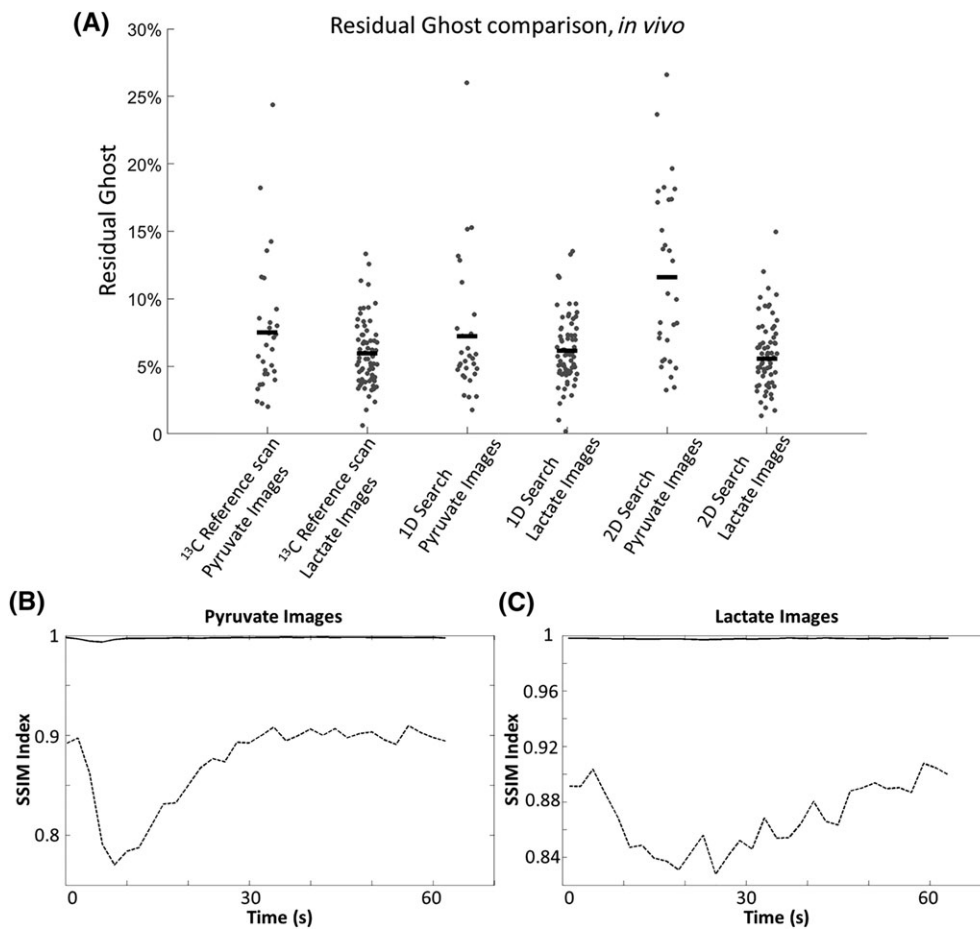 (A)
Residual Ghost comparison, in vivo
30%
25%
20%
15%
10%
5%
0
Residual Ghost
¹³C Reference scan
Pyruvate Images
¹³C Reference scan
Lactate Images
1D Search
Pyruvate Images
1D Search
Lactate Images
2D Search
Pyruvate Images
2D Search
Lactate Images
(B)
Pyruvate Images
1
0.9
0.8
SSIM Index
0
30
60
Time (s)
(C)
Lactate Images
1
0.96
0.92
0.88
0.84
SSIM Index
0
30
60
Time (s)